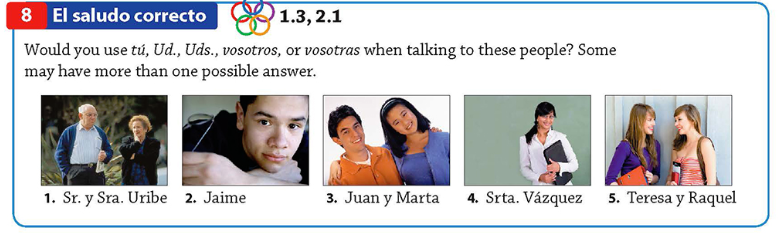 8 El saludo correcto 1.3, 2.1
Would you use tú, Ud., Uds., vosotros, or vosotras when talking to these people? Some
may have more than one possible answer.
1. Sr. y Sra. Uribe 2. Jaime 3. Juan y Marta 4. Srta. Vázquez 5. Teresa y Raquel